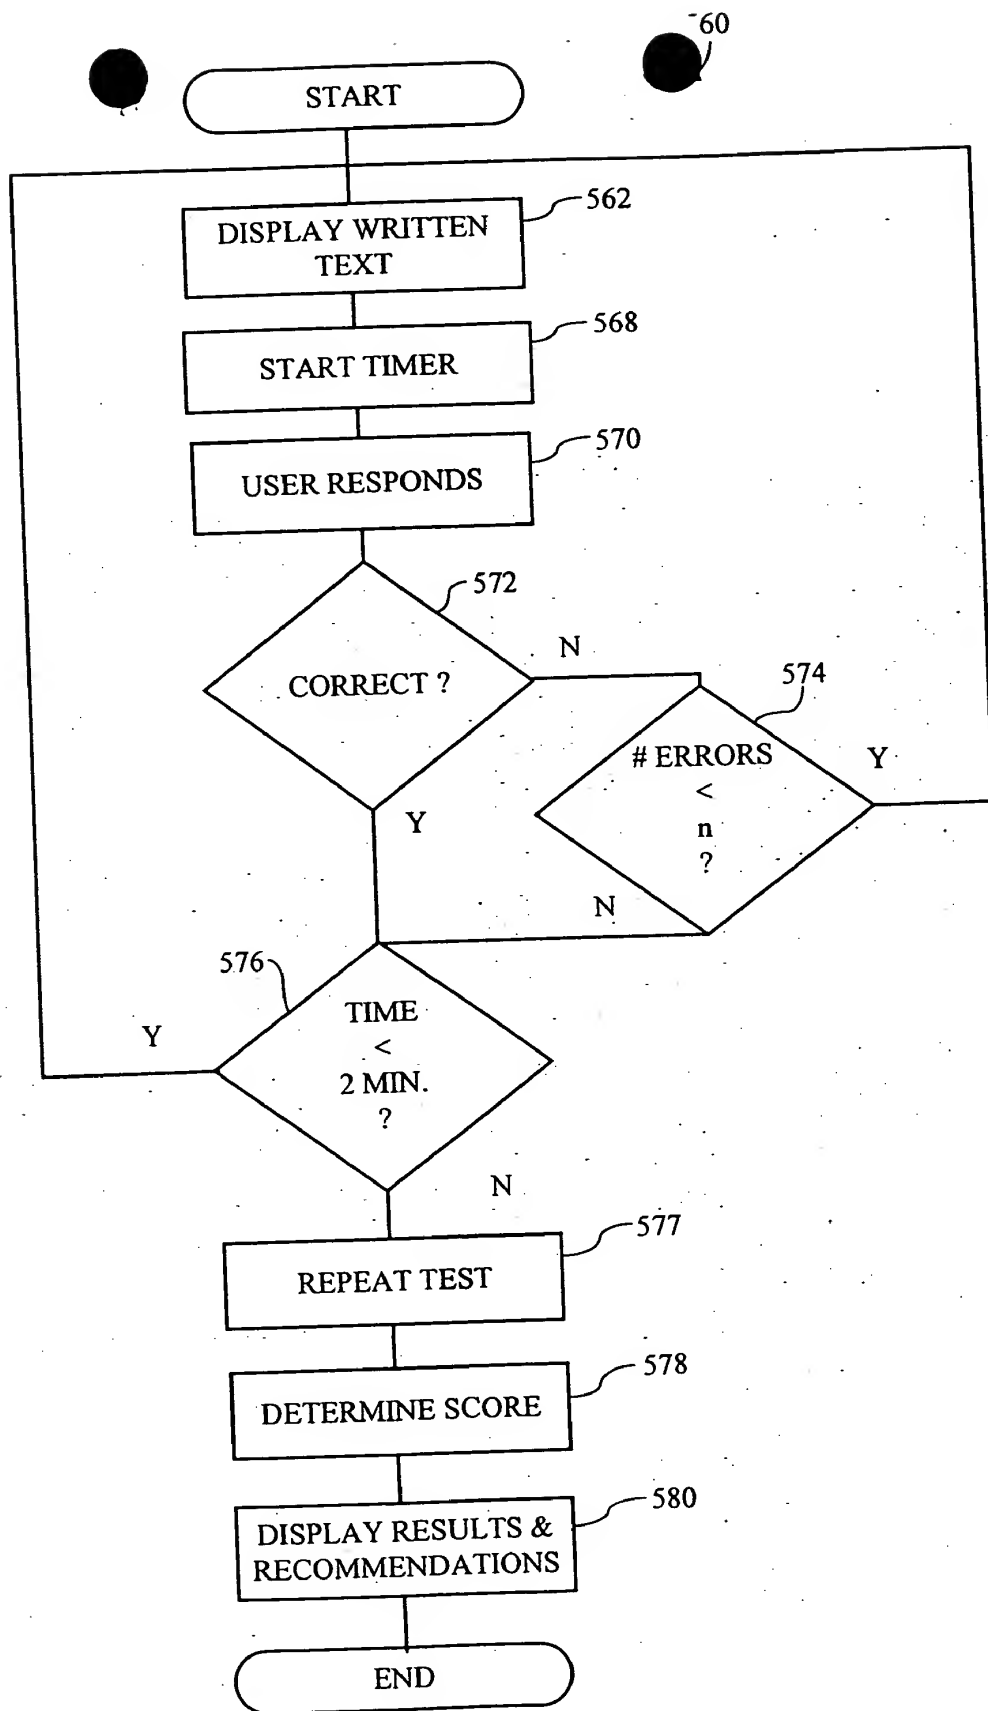 60
START
562
DISPLAY WRITTEN
TEXT
568
START TIMER
570
USER RESPONDS
572
CORRECT ?
N
574
# ERRORS
<
n
?
Y
Y
N
576
TIME
<
2 MIN.
?
Y
N
577
REPEAT TEST
578
DETERMINE SCORE
580
DISPLAY RESULTS &
RECOMMENDATIONS
END